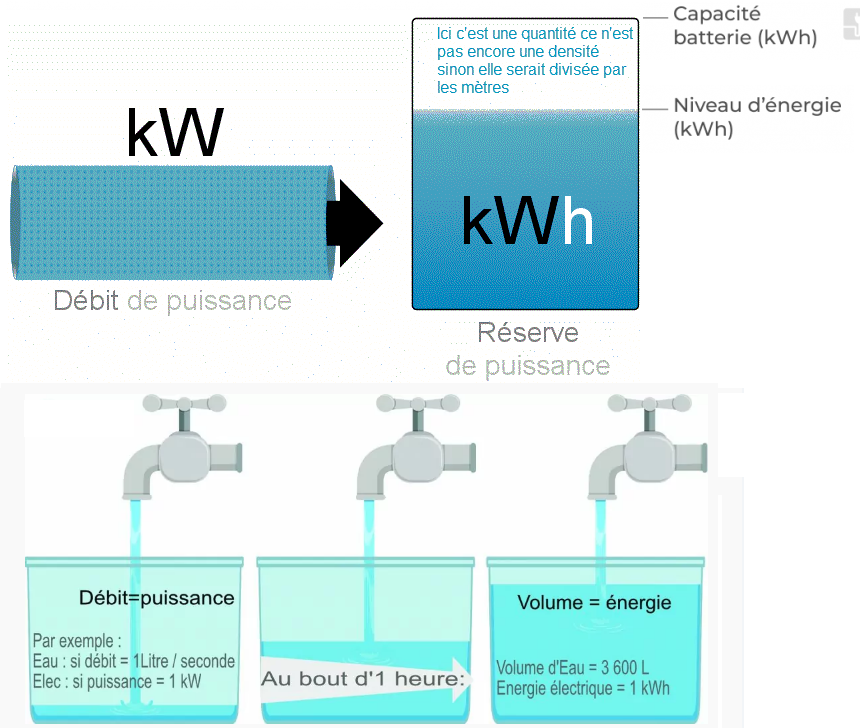 kW
Débit de puissance
Ici c'est une quantité ce n'est
pas encore une densité
sinon elle serait divisée par
les mètres
kWh
Réserve
de puissance
Capacité
batterie (kWh)
Niveau d'énergie
(kWh)
Débit=puissance
Par exemple :
Eau : si débit = 1Litre / seconde
Elec : si puissance = 1 kW
Au bout d'1 heure:
Volume = énergie
Volume d'Eau = 3 600 L
Energie électrique = 1 kWh